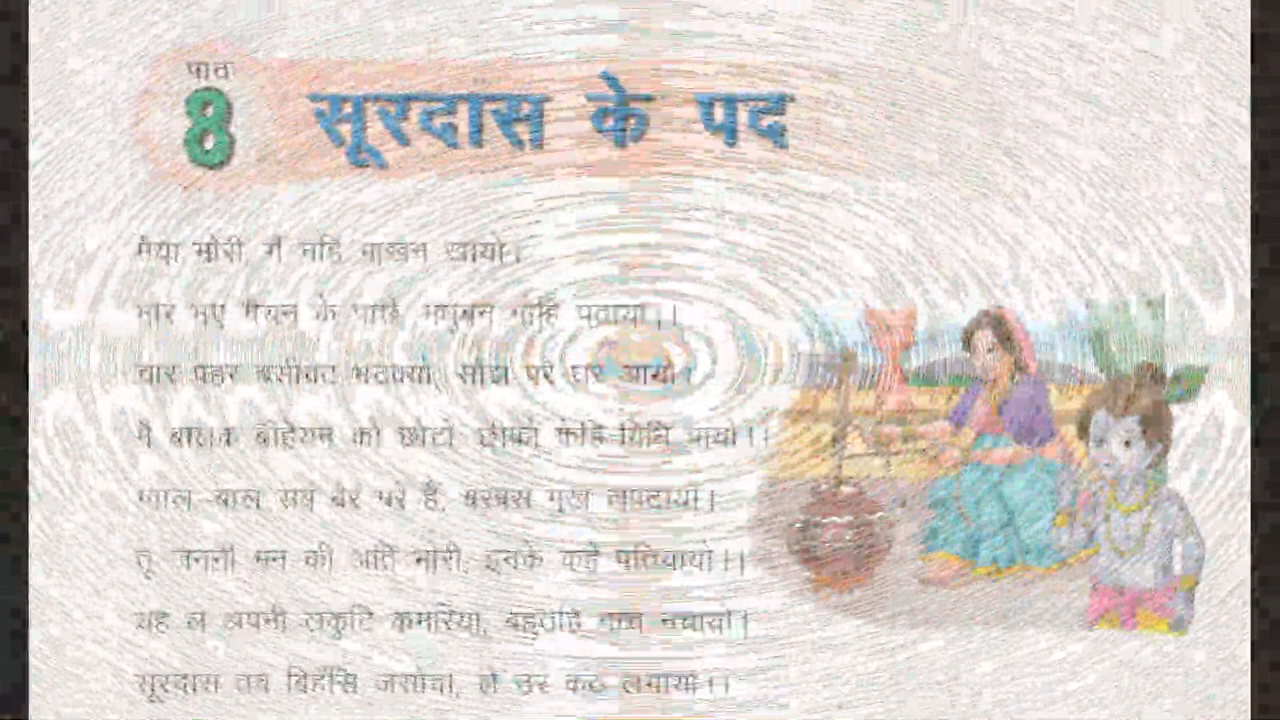 पाठ
8 सूरदास के पद
मैया मोरी, मैं नहिं माखन खायो।
भोर भए गैयन के पाछे, मधुबन मोहि पठायो।।
चार पहर बंसीवट भटक्यो, साँझ परे घर आयो।
मैं बालक बहियन को छोटो, छींको केहि बिधि पायो।।
ग्वाल-बाल सब बैर परे हैं, बरबस मुख लपटायो।
तू जननी मन की अति भोरी, इनके कहें पतियायो।।
यह लै अपनी लकुटि कमरिया, बहुतहि नाच नचायो।
सूरदास तब बिहँसि जसोदा, लै उर कंठ लगायो।।